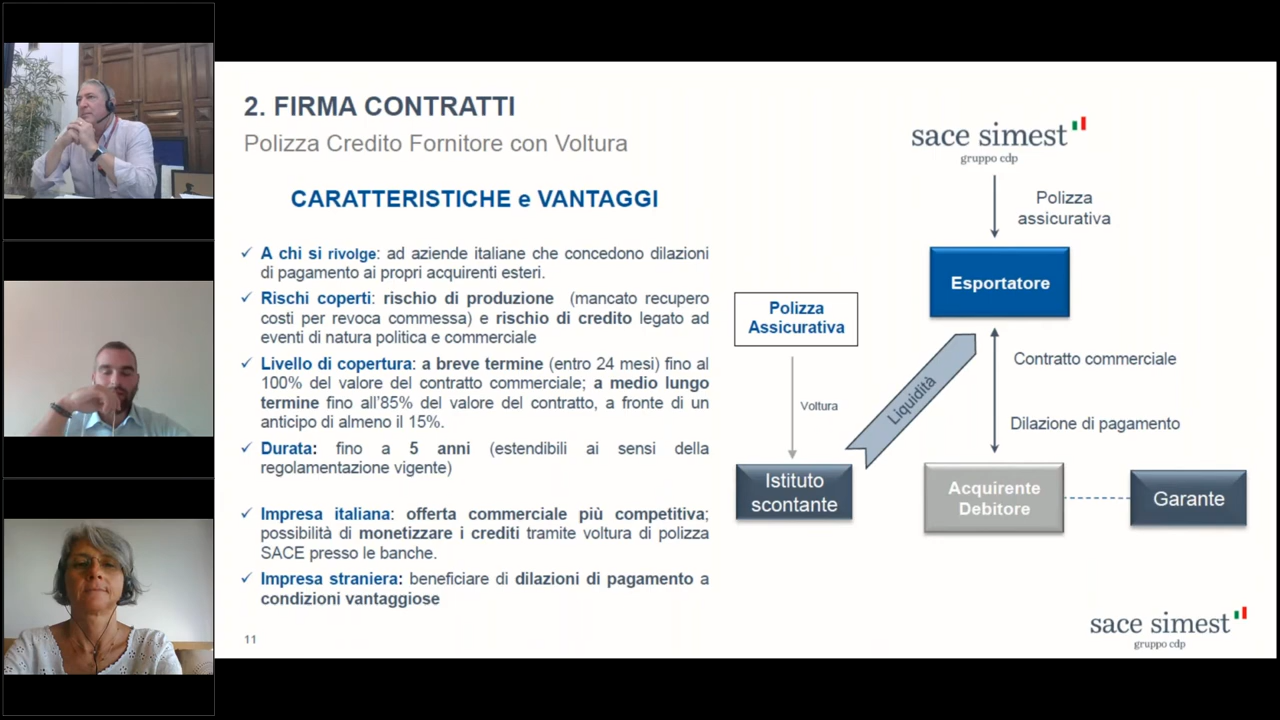 2. FIRMA CONTRATTI
Polizza Credito Fornitore con Voltura
CARATTERISTICHE e VANTAGGI
✓ A chi si rivolge: ad aziende italiane che concedono dilazioni
di pagamento ai propri acquirenti esteri.
✓ Rischi coperti: rischio di produzione (mancato recupero
costi per revoca commessa) e rischio di credito legato ad
eventi di natura politica e commerciale
✓ Livello di copertura: a breve termine (entro 24 mesi) fino al
100% del valore del contratto commerciale; a medio lungo
termine fino all'85% del valore del contratto, a fronte di un
anticipo di almeno il 15%.
✓ Durata: fino a 5 anni (estendibili ai sensi della
regolamentazione vigente)
✓ Impresa italiana: offerta commerciale più competitiva;
possibilità di monetizzare i crediti tramite voltura di polizza
SACE presso le banche.
✓ Impresa straniera: beneficiare di dilazioni di pagamento a
condizioni vantaggiose
11
sace simest
gruppo cdp
Polizza
assicurativa
Esportatore
Polizza
Assicurativa
Contratto commerciale
Liquidità
Voltura
Dilazione di pagamento
Istituto
scontante
Acquirente
Debitore
Garante
sace simest
gruppo cdp